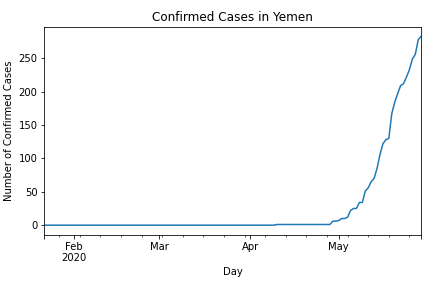 Confirmed Cases in Yemen
Number of Confirmed Cases
250
200
150
100
50
0
Feb
2020
Mar
Apr
May
Day